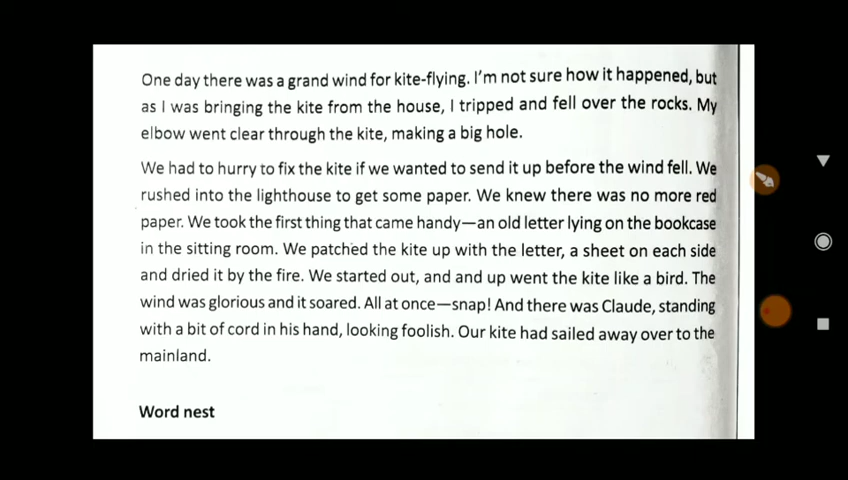 One day there was a grand wind for kite-flying. I'm not sure how it happened, but
as I was bringing the kite from the house, I tripped and fell over the rocks. My
elbow went clear through the kite, making a big hole.
We had to hurry to fix the kite if we wanted to send it up before the wind fell. We
rushed into the lighthouse to get some paper. We knew there was no more red
paper. We took the first thing that came handy—an old letter lying on the bookcase
in the sitting room. We patched the kite up with the letter, a sheet on each side
and dried it by the fire. We started out, and and up went the kite like a bird. The
wind was glorious and it soared. All at once—snap! And there was Claude, standing
with a bit of cord in his hand, looking foolish. Our kite had sailed away over to the
mainland.
Word nest